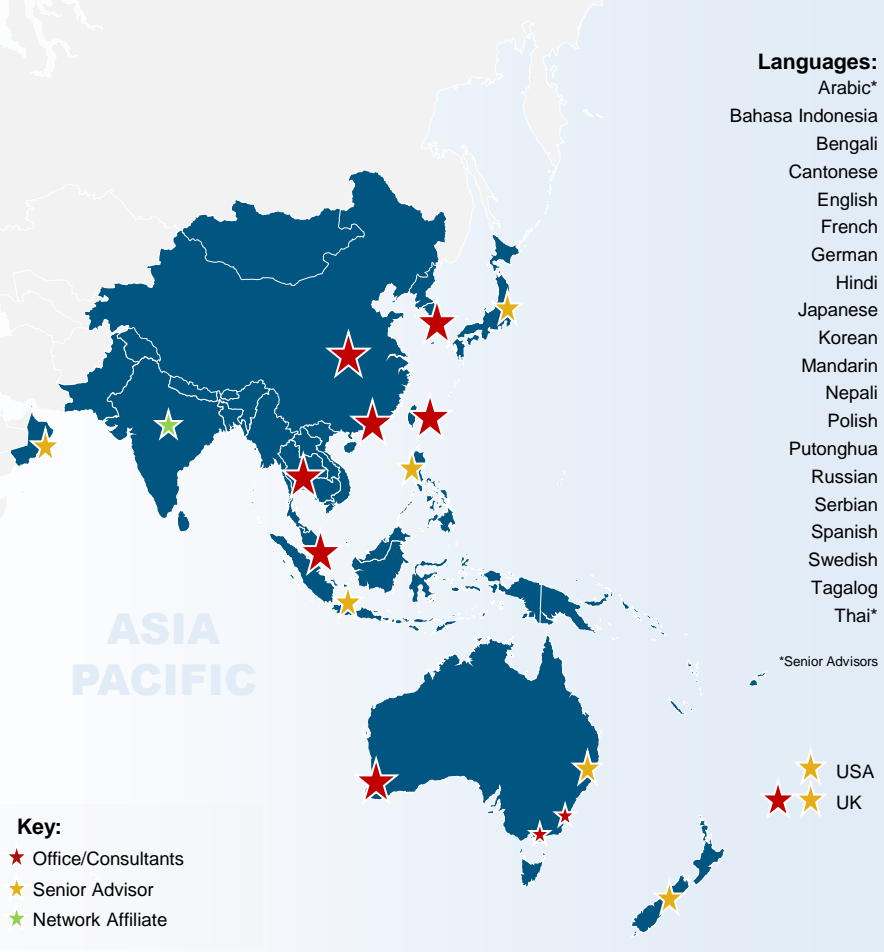 Languages:
Arabic*
Bahasa Indonesia
Bengali
Cantonese
English
French
German
Hindi
Japanese
Korean
Mandarin
Nepali
Polish
Putonghua
Russian
Serbian
Spanish
Swedish
Tagalog
Thai*
*Senior Advisors
ASIA
PACIFIC
USA
UK
Key:
Office/Consultants
Senior Advisor
Network Affiliate